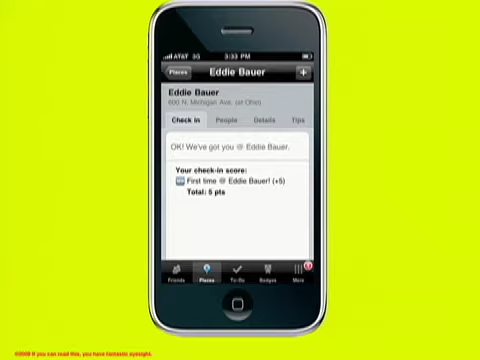 AT&T 3G 3:33 PM
Places Eddie Bauer +
Eddie Bauer
600 N. Michigan Ave. (at Ohio)
Check in People Details Tips
OK! We've got you @ Eddie Bauer.
Your check-in score:
First time @ Eddie Bauer! (+5)
Total: 5 pts
Friends Places To-Do Badges More
©2009 If you can read this, you have fantastic eyesight.